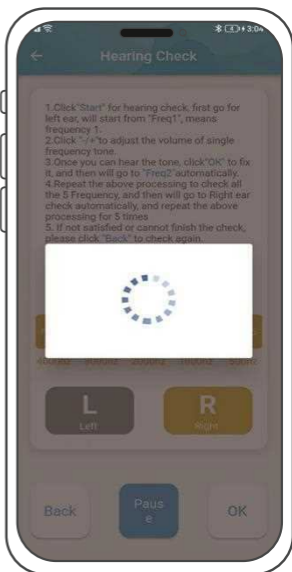 3:04
Hearing Check
1.Click"Start" for hearing check, first go for
left ear, will start from "Freq1", means
frequency 1.
2.Click "-/+"to adjust the volume of single
frequency tone.
3.Once you can hear the tone, click"OK" to fix
it, and then will go to "Freq2"automatically.
4.Repeat the above processing to check all
the 5 Frequency, and then will go to Right ear
check automatically, and repeat the above
processing for 5 times
5. If not satisfied or cannot finish the check,
please click "Back" to check again.
L
Left
R
Right
Back
Paus
e
OK